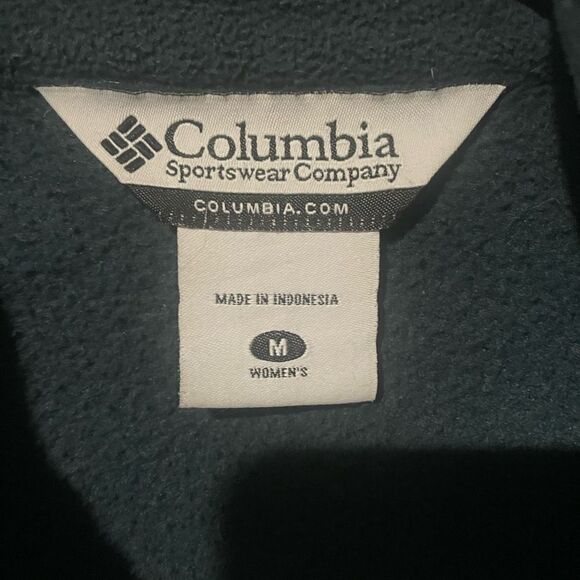 Columbia
Sportswear Company
COLUMBIA.COM
MADE IN INDONESIA
M
WOMEN'S